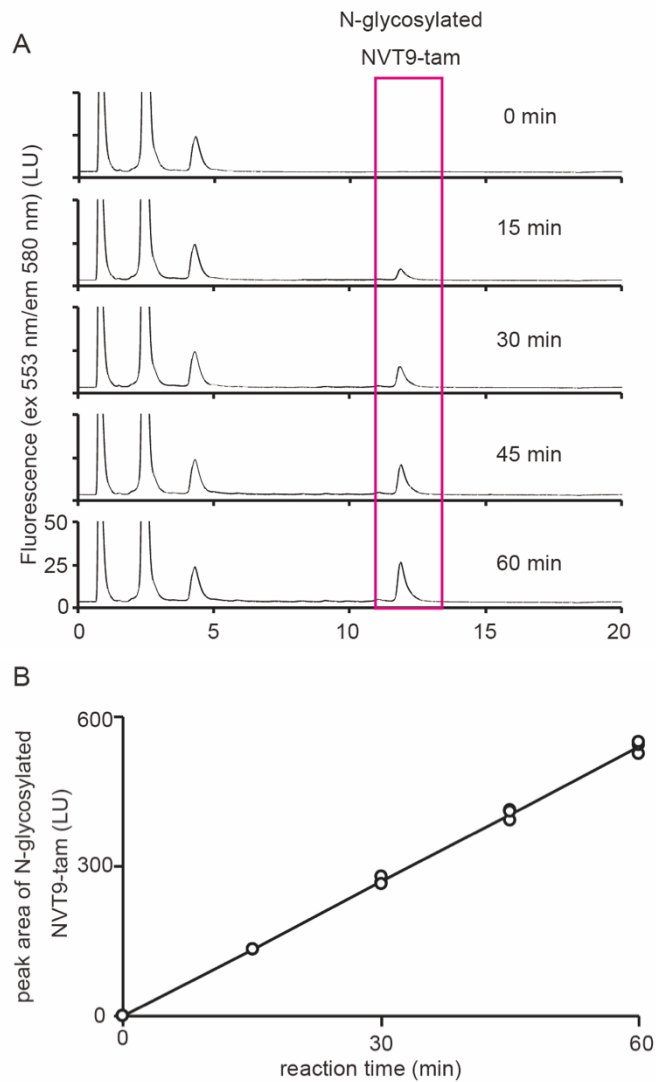 A
N-glycosylated
NVT9-tam
Fluorescence (ex 553 nm/em 580 nm) (LU)
0 min
15 min
30 min
45 min
60 min
50
25
0
0 5 10 15 20
B
peak area of N-glycosylated
NVT9-tam (LU)
600
300
0
0 30 60
reaction time (min)